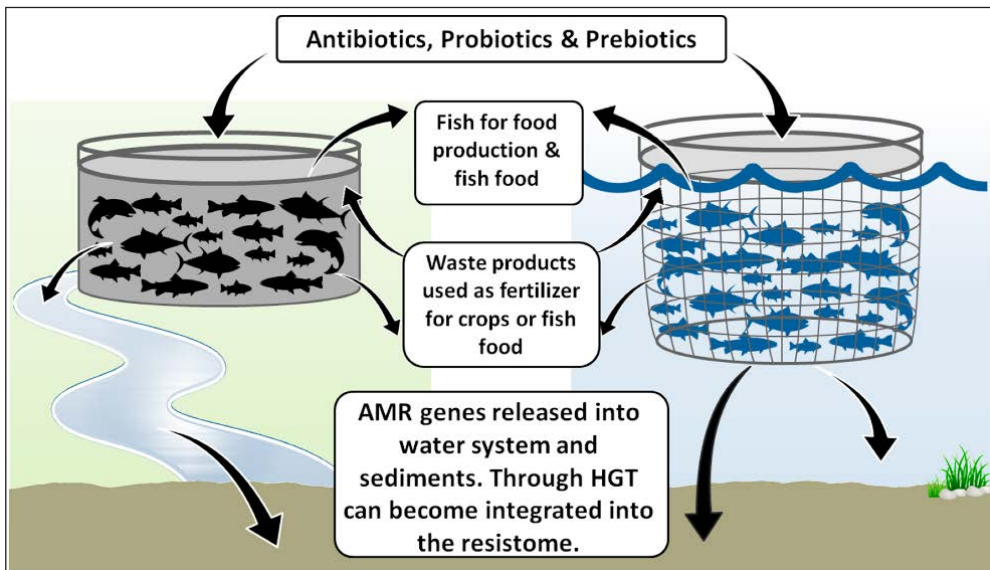 Antibiotics, Probiotics & Prebiotics
Fish for food
production &
fish food
Waste products
used as fertilizer
for crops or fish
food
AMR genes released into
water system and
sediments. Through HGT
can become integrated into
the resistome.